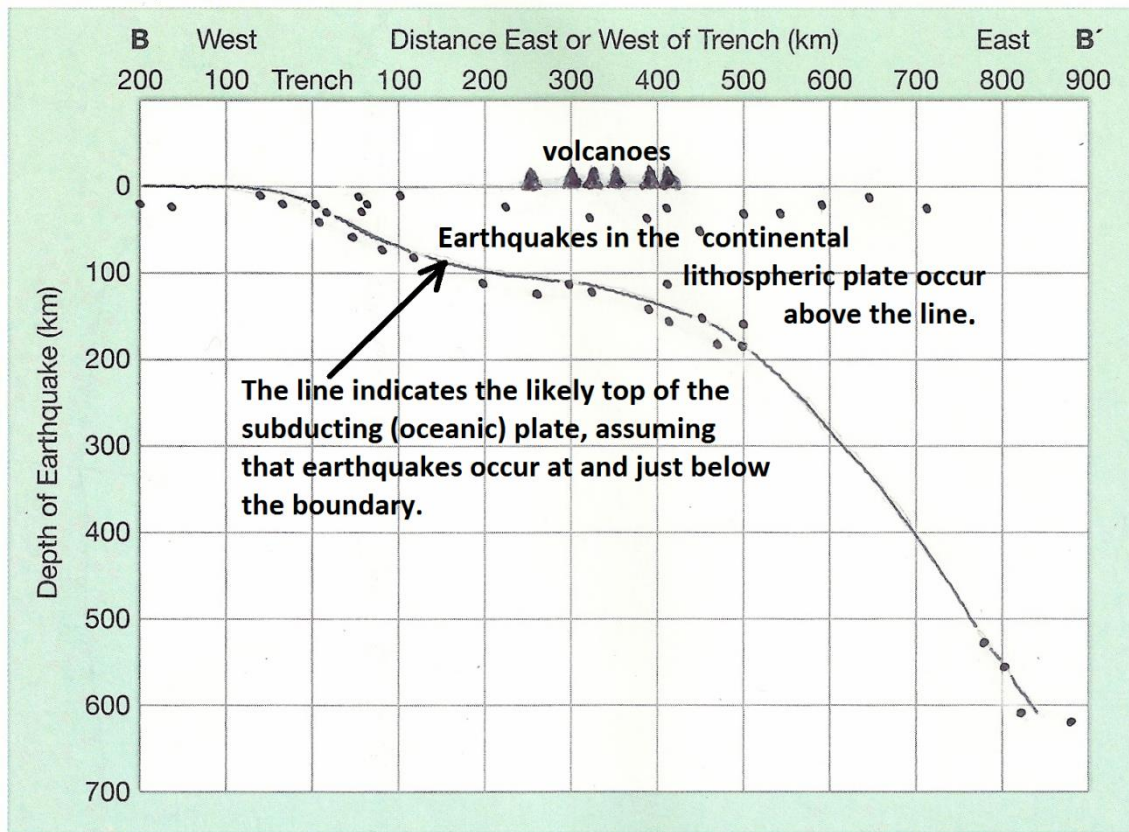 B West Distance East or West of Trench (km) East B´
200 100 Trench 100 200 300 400 500 600 700 800 900
volcanoes
0
Earthquakes in the continental
100
lithospheric plate occur
above the line.
200
The line indicates the likely top of the
subducting (oceanic) plate, assuming
300
that earthquakes occur at and just below
the boundary.
400
500
600
700
Depth of Earthquake (km)